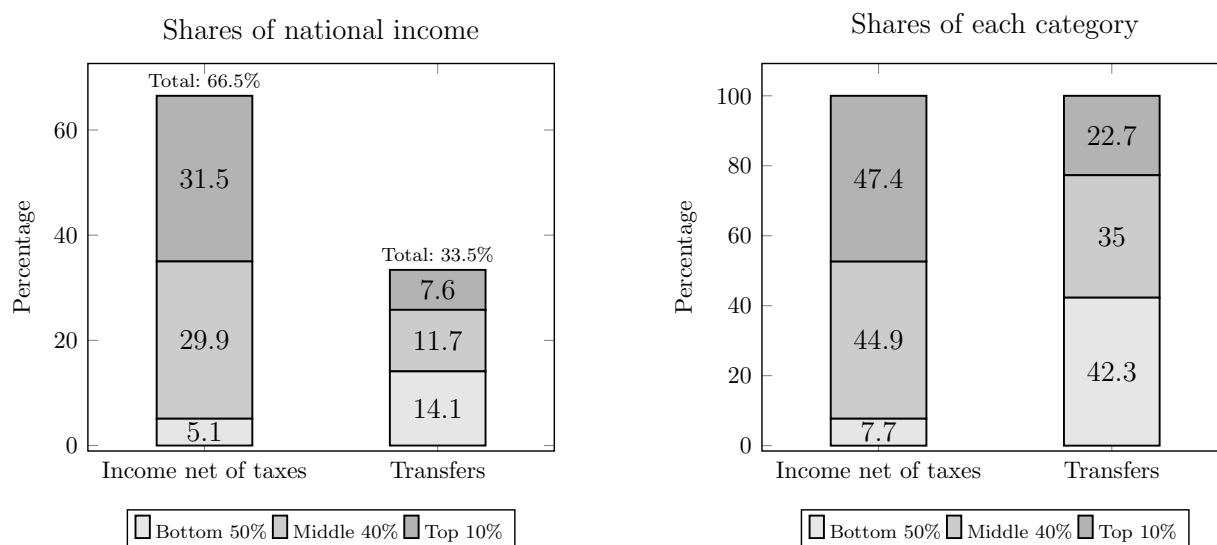 Shares of national income
Percentage
60
40
20
0
Total: 66.5%
31.5
29.9
5.1
Total: 33.5%
7.6
11.7
14.1
Income net of taxes
Transfers
Bottom 50% Middle 40% Top 10%
Shares of each category
Percentage
100
80
60
40
20
0
47.4
44.9
7.7
22.7
35
42.3
Income net of taxes
Transfers
Bottom 50% Middle 40% Top 10%